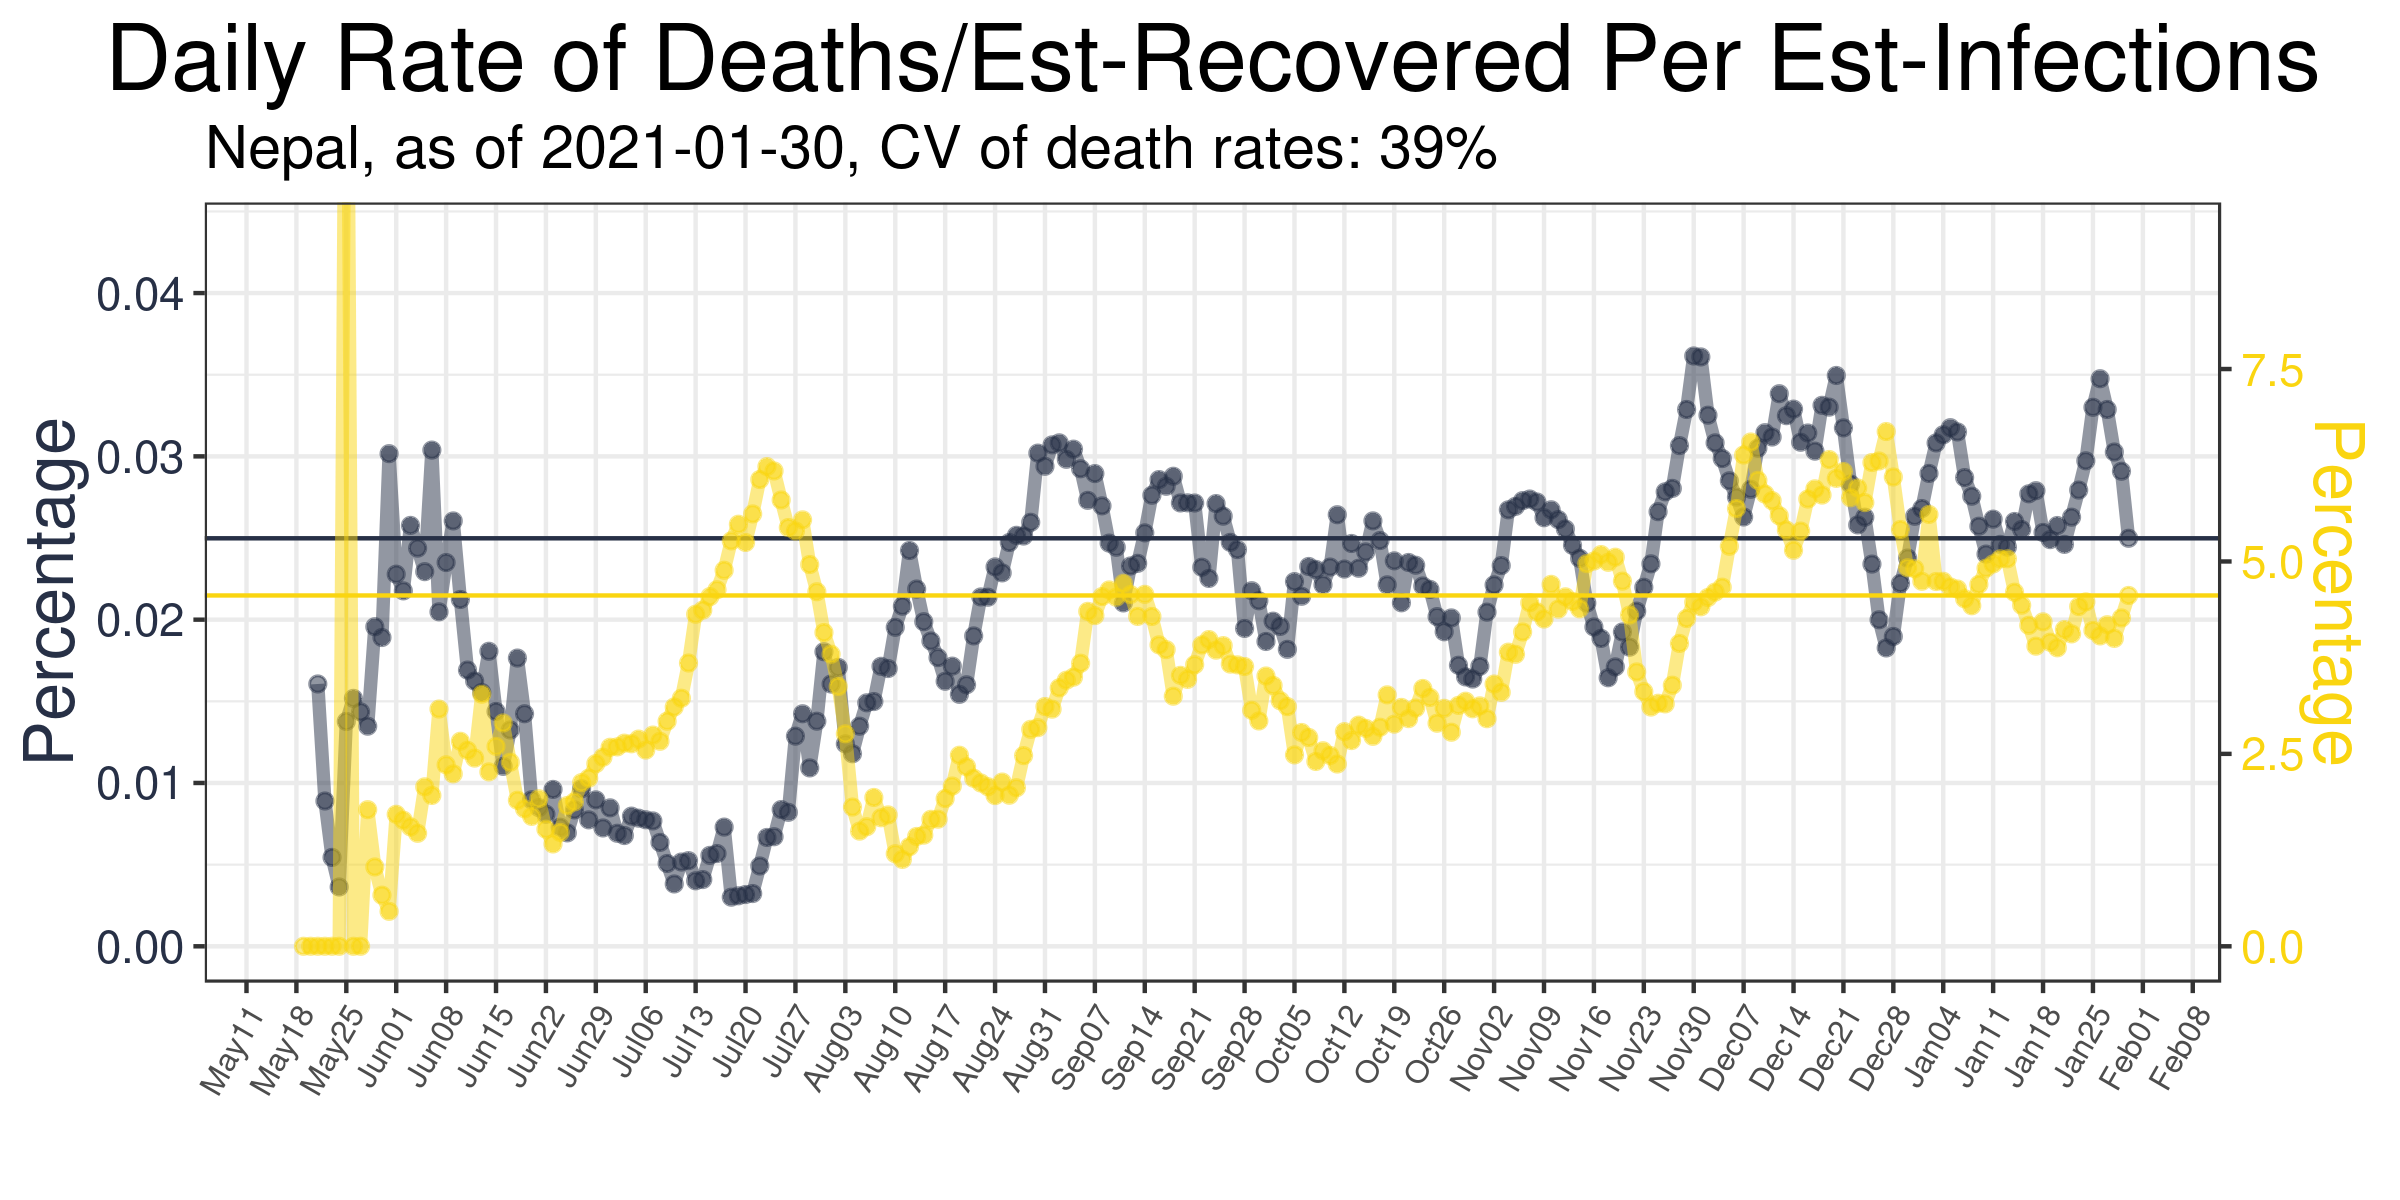 Daily Rate of Deaths/Est-Recovered Per Est-Infections
Nepal, as of 2021-01-30, CV of death rates: 39%
Percentage
0.04
0.03
0.02
0.01
0.00
7.5
5.0
2.5
0.0
Percentage
May11
May18
May25
Jun01
Jun08
Jun15
Jun22
Jun29
Jul06
Jul13
Jul20
Jul27
Aug03
Aug10
Aug17
Aug24
Aug31
Sep07
Sep14
Sep21
Sep28
Oct05
Oct12
Oct19
Oct26
Nov02
Nov09
Nov16
Nov23
Nov30
Dec07
Dec14
Dec21
Dec28
Jan04
Jan11
Jan18
Jan25
Feb01
Feb08